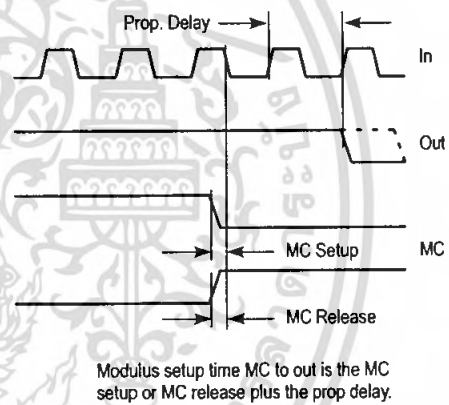 Prop. Delay
In
Out
MC Setup
MC
MC Release
Modulus setup time MC to out is the MC
setup or MC release plus the prop delay.